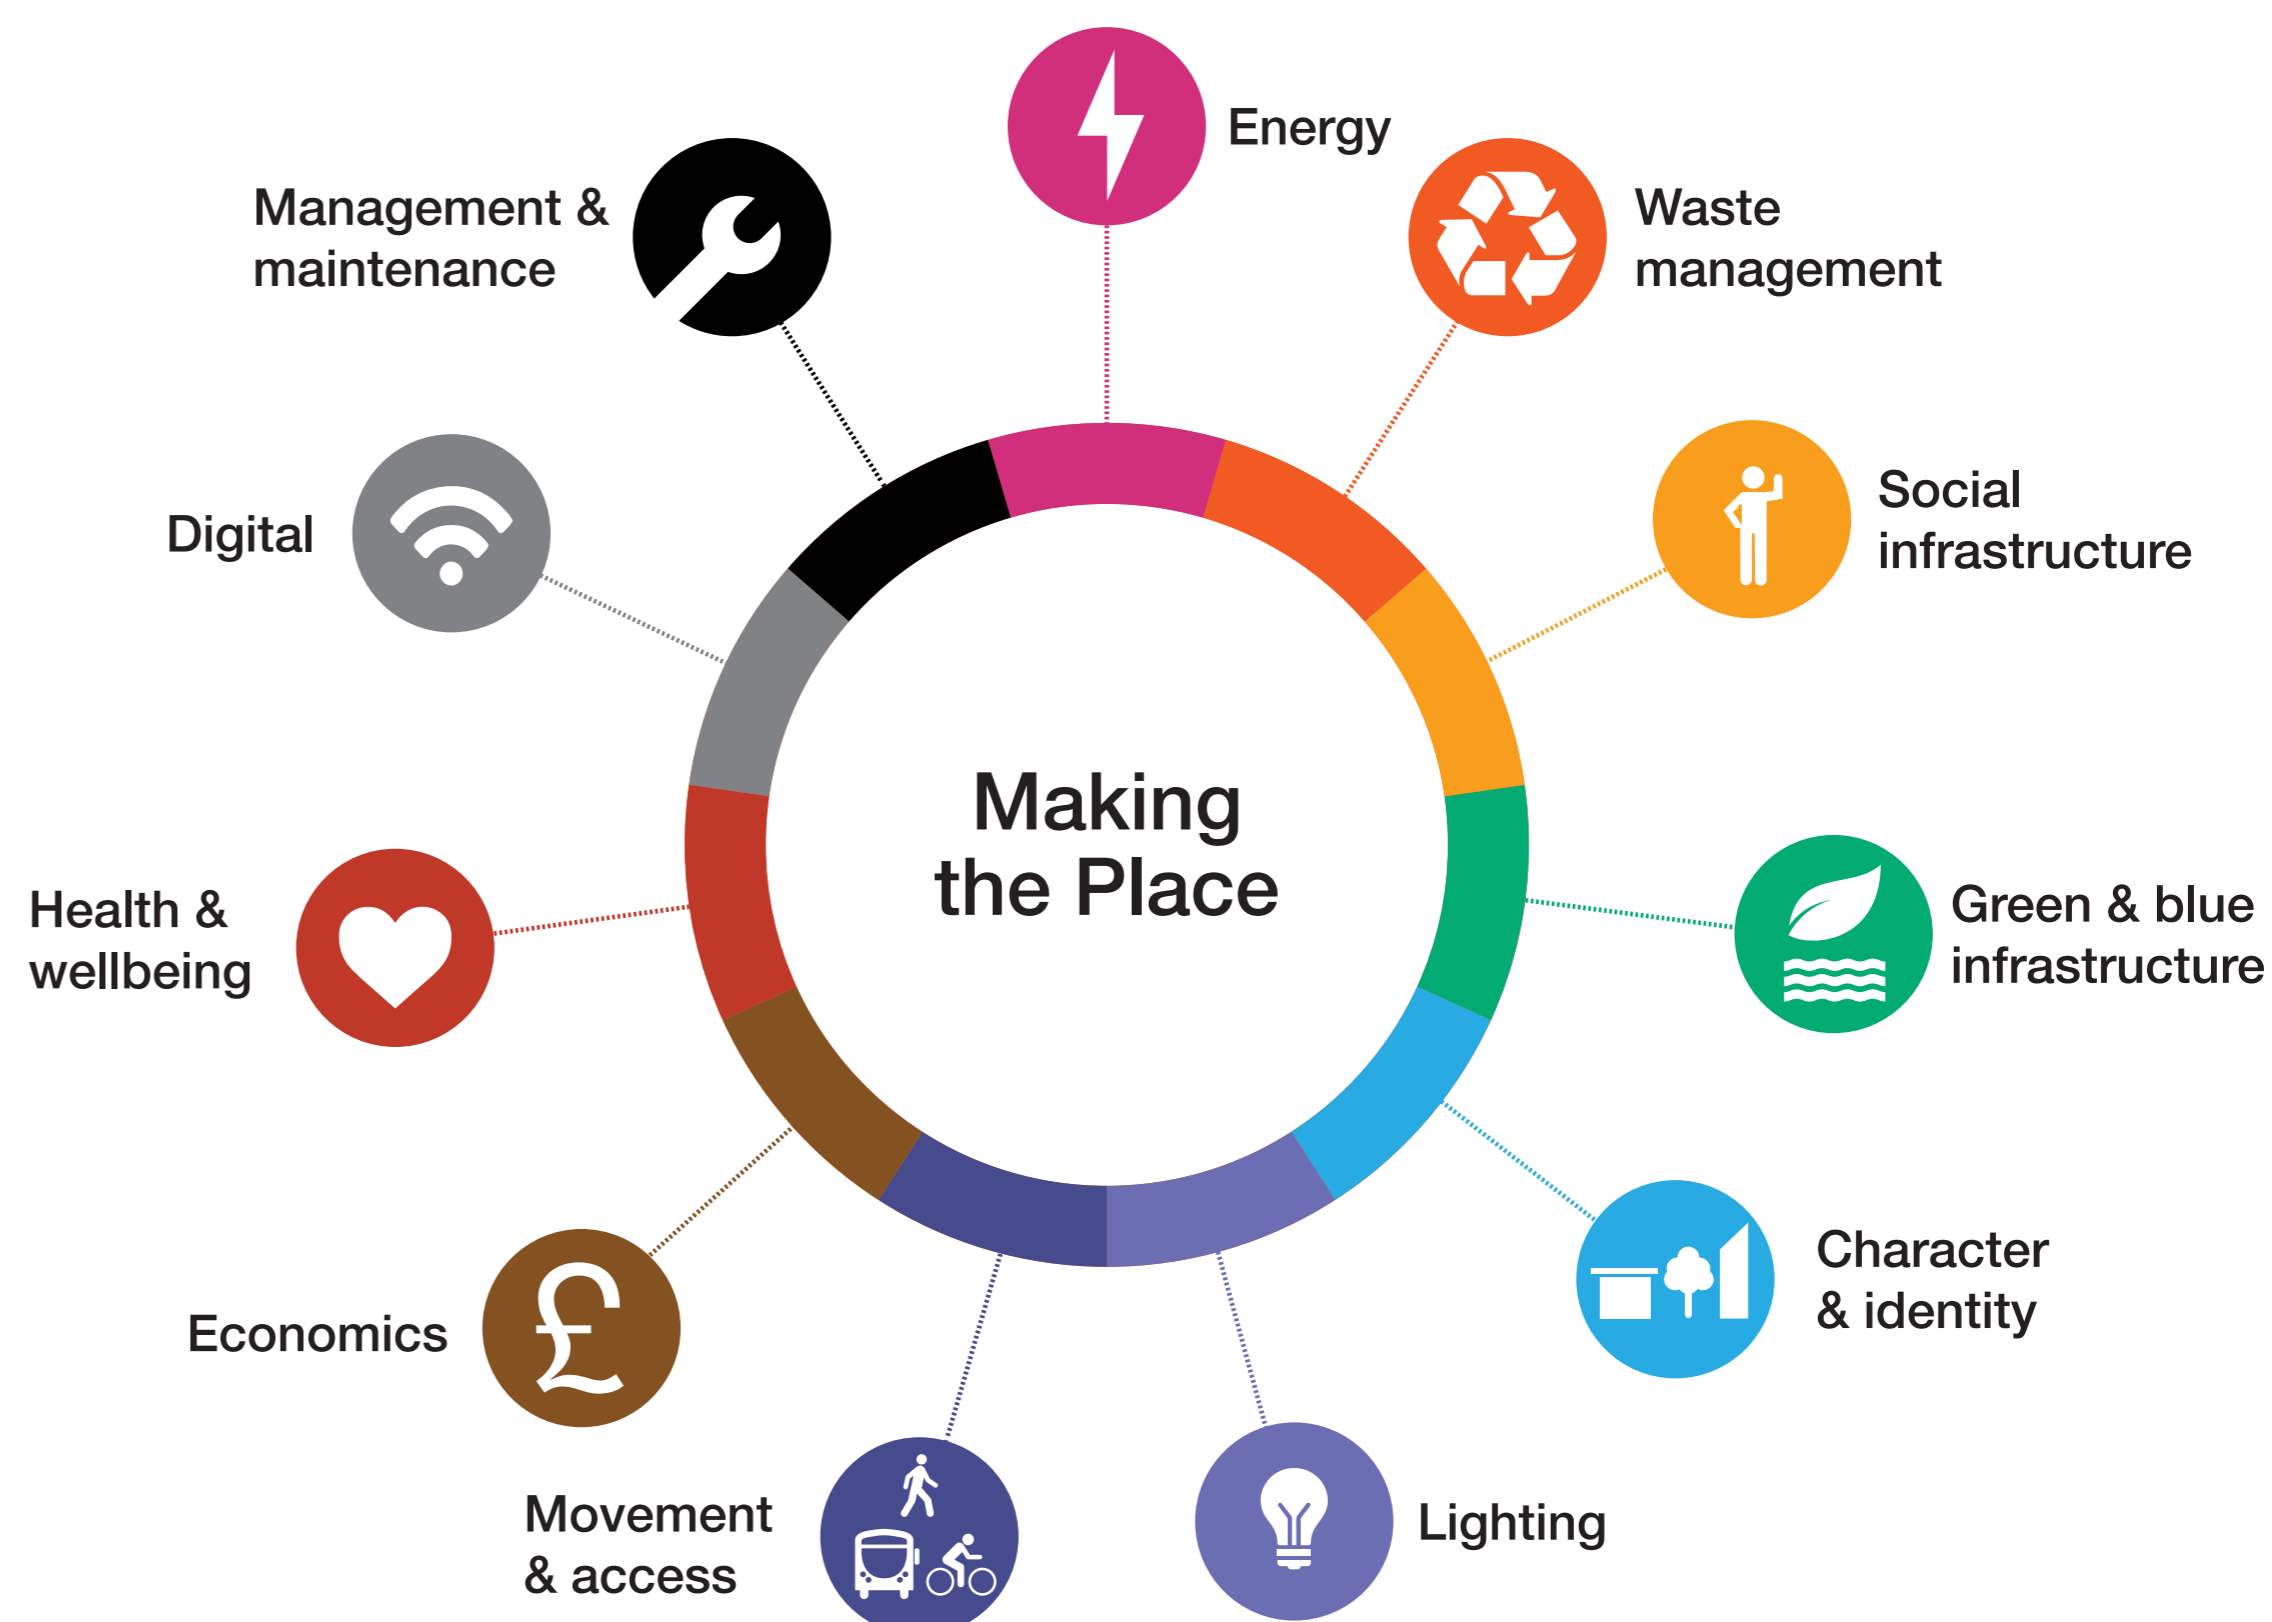 Energy
Management &
maintenance
Waste
management
Social
infrastructure
Digital
Making
the Place
Health &
wellbeing
Green & blue
infrastructure
Character
& identity
Economics
£
Movement
& access
Lighting